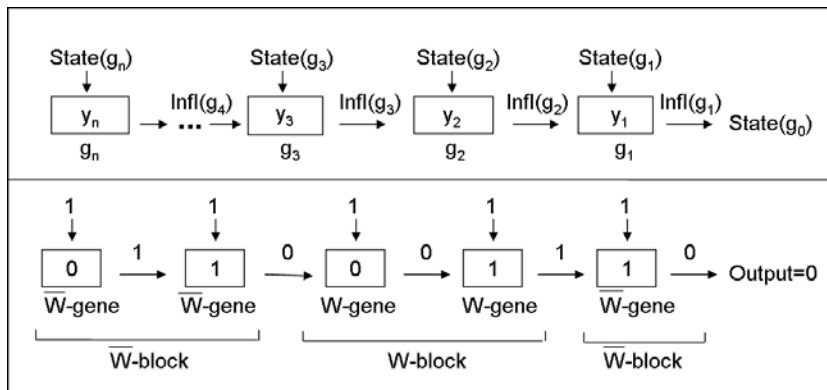 State(gₙ) State(g₃) State(g₂) State(g₁)
yₙ ... Infl(g₄) y₃ Infl(g₃) y₂ Infl(g₂) y₁ Infl(g₁) State(g₀)
gₙ g₃ g₂ g₁
1 1 1 1 1
0 1 1 0 0 0 1 1 1 0 Output=0
W̅-gene W̅-gene W-gene W-gene W̅-gene
W̅-block W-block W̅-block